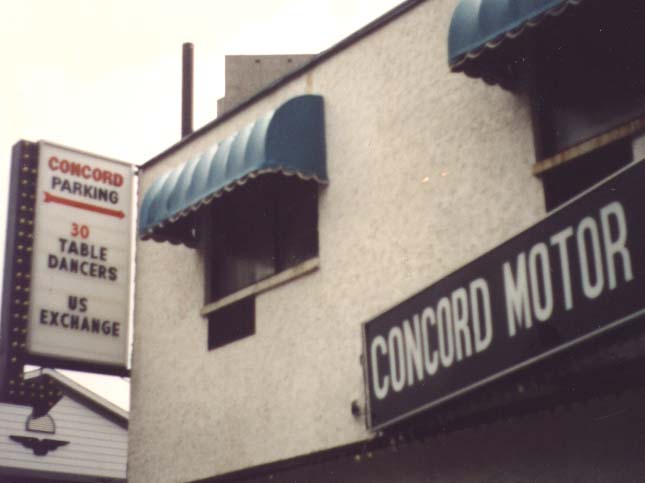 CONCORD
PARKING
30
TABLE
DANCERS
US
EXCHANGE
CONCORD MOTOR